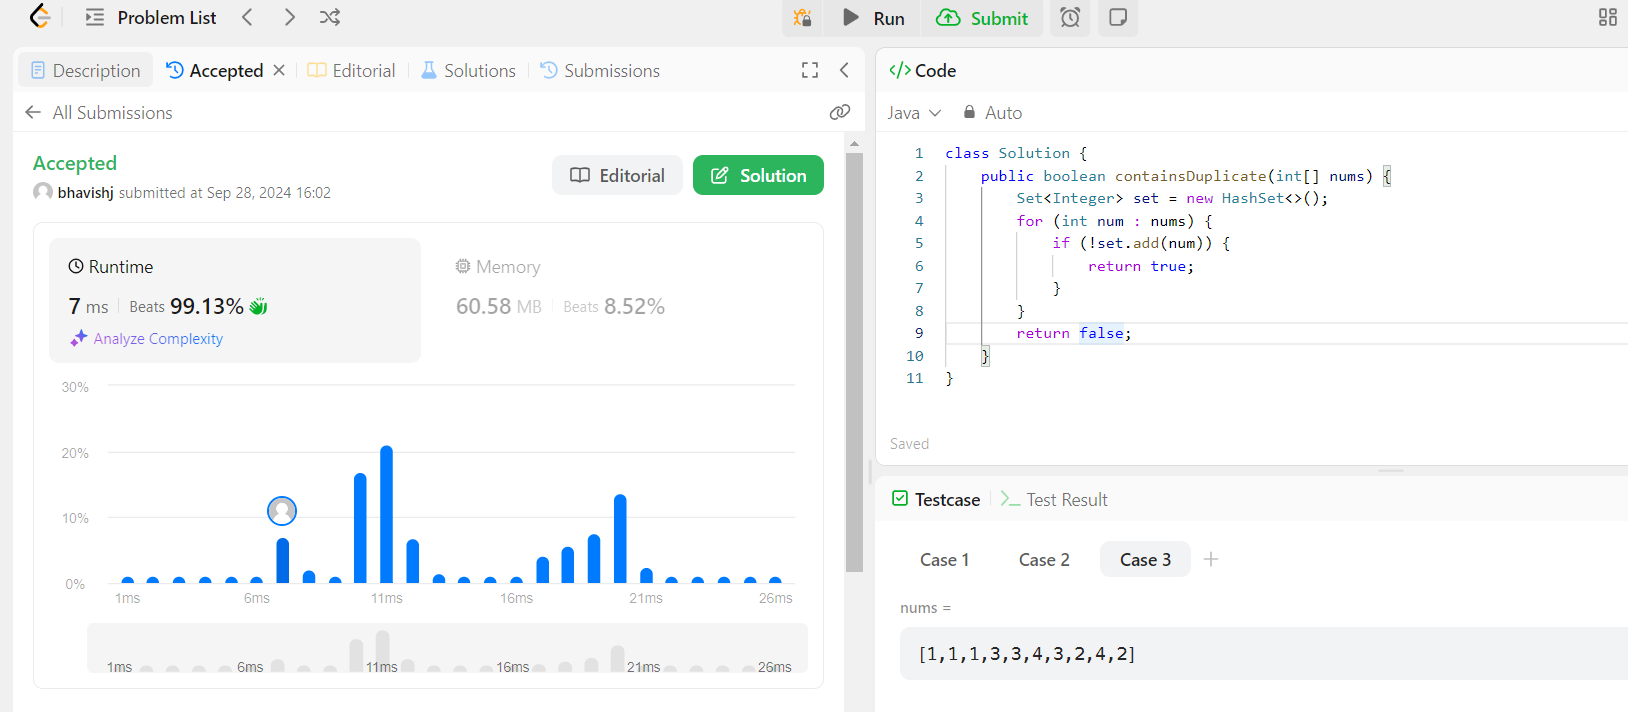 Problem List
Run
Submit
Description
Accepted
Editorial
Solutions
Submissions
All Submissions
Accepted
bhavishj submitted at Sep 28, 2024 16:02
Editorial
Solution
Runtime
7 ms
Beats 99.13%
Analyze Complexity
Memory
60.58 MB
Beats 8.52%
30%
20%
10%
0%
1ms 6ms 11ms 16ms 21ms 26ms
1ms 6ms 11ms 16ms 21ms 26ms
</> Code
Java
Auto
1 class Solution {
2     public boolean containsDuplicate(int[] nums) {
3         Set<Integer> set = new HashSet<>();
4         for (int num : nums) {
5             if (!set.add(num)) {
6                 return true;
7             }
8         }
9         return false;
10     }
11 }
Saved
Testcase
>_ Test Result
Case 1
Case 2
Case 3
+
nums =
[1,1,1,3,3,4,3,2,4,2]